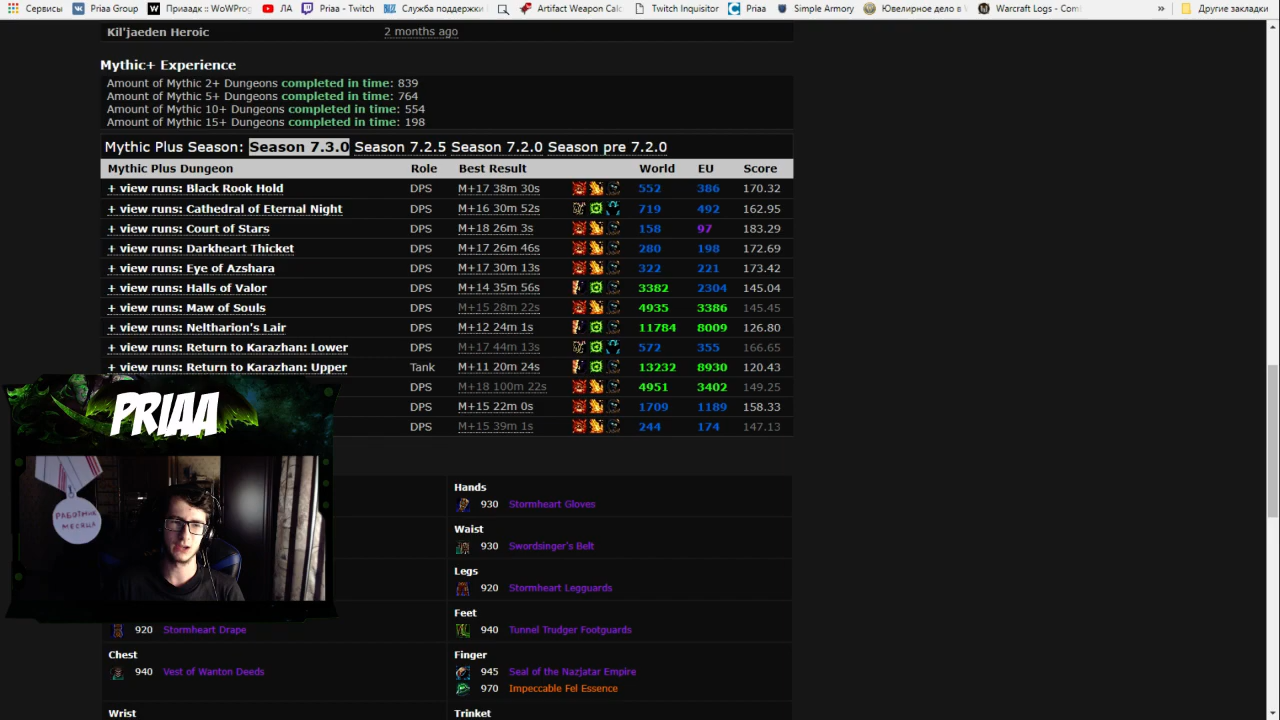 Сервисы Priaa Group Приаадк :: WoWProg ЛА Priaa - Twitch Служба поддержки Artifact Weapon Calc Twitch Inquisitor Priaa Simple Armory Ювелирное дело в Warcraft Logs - Com » Другие закладки
Kil'jaeden Heroic 2 months ago
Mythic+ Experience
Amount of Mythic 2+ Dungeons completed in time: 839
Amount of Mythic 5+ Dungeons completed in time: 764
Amount of Mythic 10+ Dungeons completed in time: 554
Amount of Mythic 15+ Dungeons completed in time: 198
Mythic Plus Season: Season 7.3.0 Season 7.2.5 Season 7.2.0 Season pre 7.2.0
Mythic Plus Dungeon Role Best Result World EU Score
+ view runs: Black Rook Hold DPS M+17 38m 30s 552 386 170.32
+ view runs: Cathedral of Eternal Night DPS M+16 30m 52s 719 492 162.95
+ view runs: Court of Stars DPS M+18 26m 3s 158 97 183.29
+ view runs: Darkheart Thicket DPS M+17 26m 46s 280 198 172.69
+ view runs: Eye of Azshara DPS M+17 30m 13s 322 221 173.42
+ view runs: Halls of Valor DPS M+14 35m 56s 3382 2304 145.04
+ view runs: Maw of Souls DPS M+15 28m 22s 4935 3386 145.45
+ view runs: Neltharion's Lair DPS M+12 24m 1s 11784 8009 126.80
+ view runs: Return to Karazhan: Lower DPS M+17 44m 13s 572 355 166.65
+ view runs: Return to Karazhan: Upper Tank M+11 20m 24s 13232 8930 120.43
DPS M+18 100m 22s 4951 3402 149.25
DPS M+15 22m 0s 1709 1189 158.33
DPS M+15 39m 1s 244 174 147.13
PRIAA
РАБОТНИК
МЕСЯЦА
Hands
930 Stormheart Gloves
Waist
930 Swordsinger's Belt
Legs
920 Stormheart Legguards
Feet
920 Stormheart Drape 940 Tunnel Trudger Footguards
Chest Finger
940 Vest of Wanton Deeds 945 Seal of the Nazjatar Empire
970 Impeccable Fel Essence
Wrist Trinket